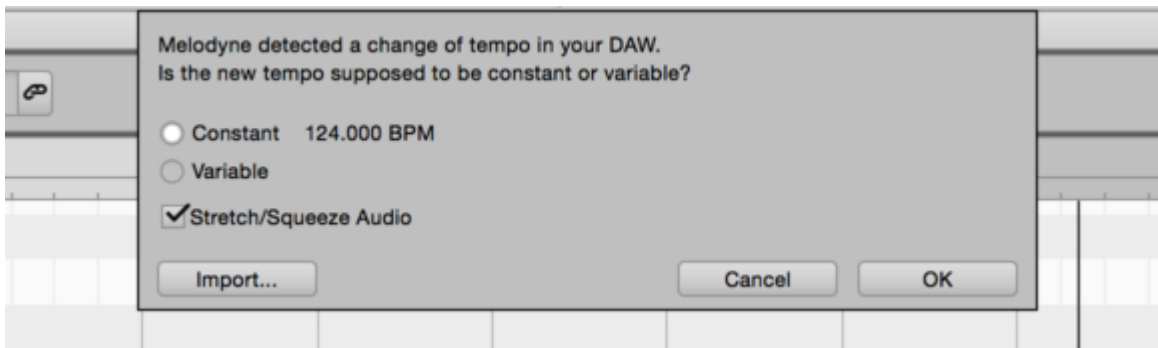 Melodyne detected a change of tempo in your DAW.
Is the new tempo supposed to be constant or variable?
Constant 124.000 BPM
Variable
Stretch/Squeeze Audio
Import... Cancel OK